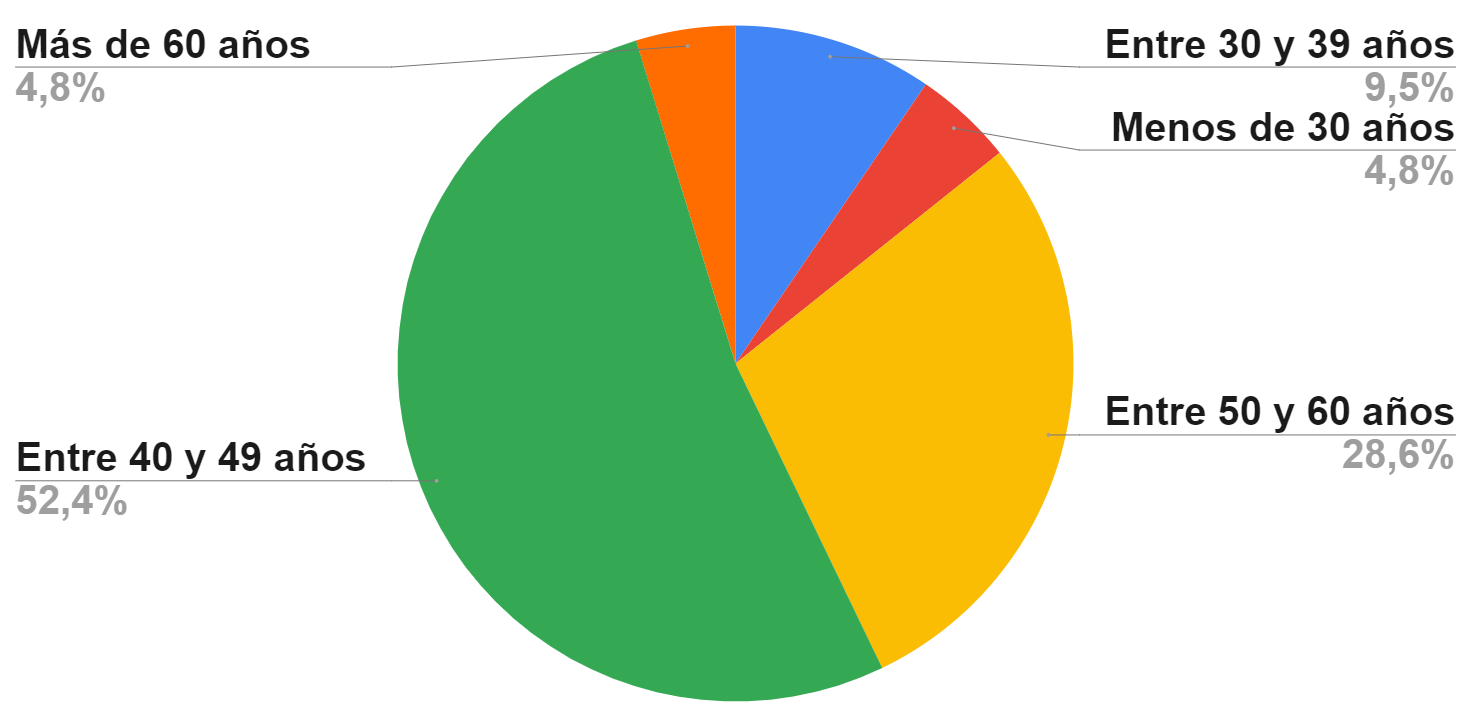 Más de 60 años
4,8%
Entre 30 y 39 años
9,5%
Menos de 30 años
4,8%
Entre 50 y 60 años
28,6%
Entre 40 y 49 años
52,4%